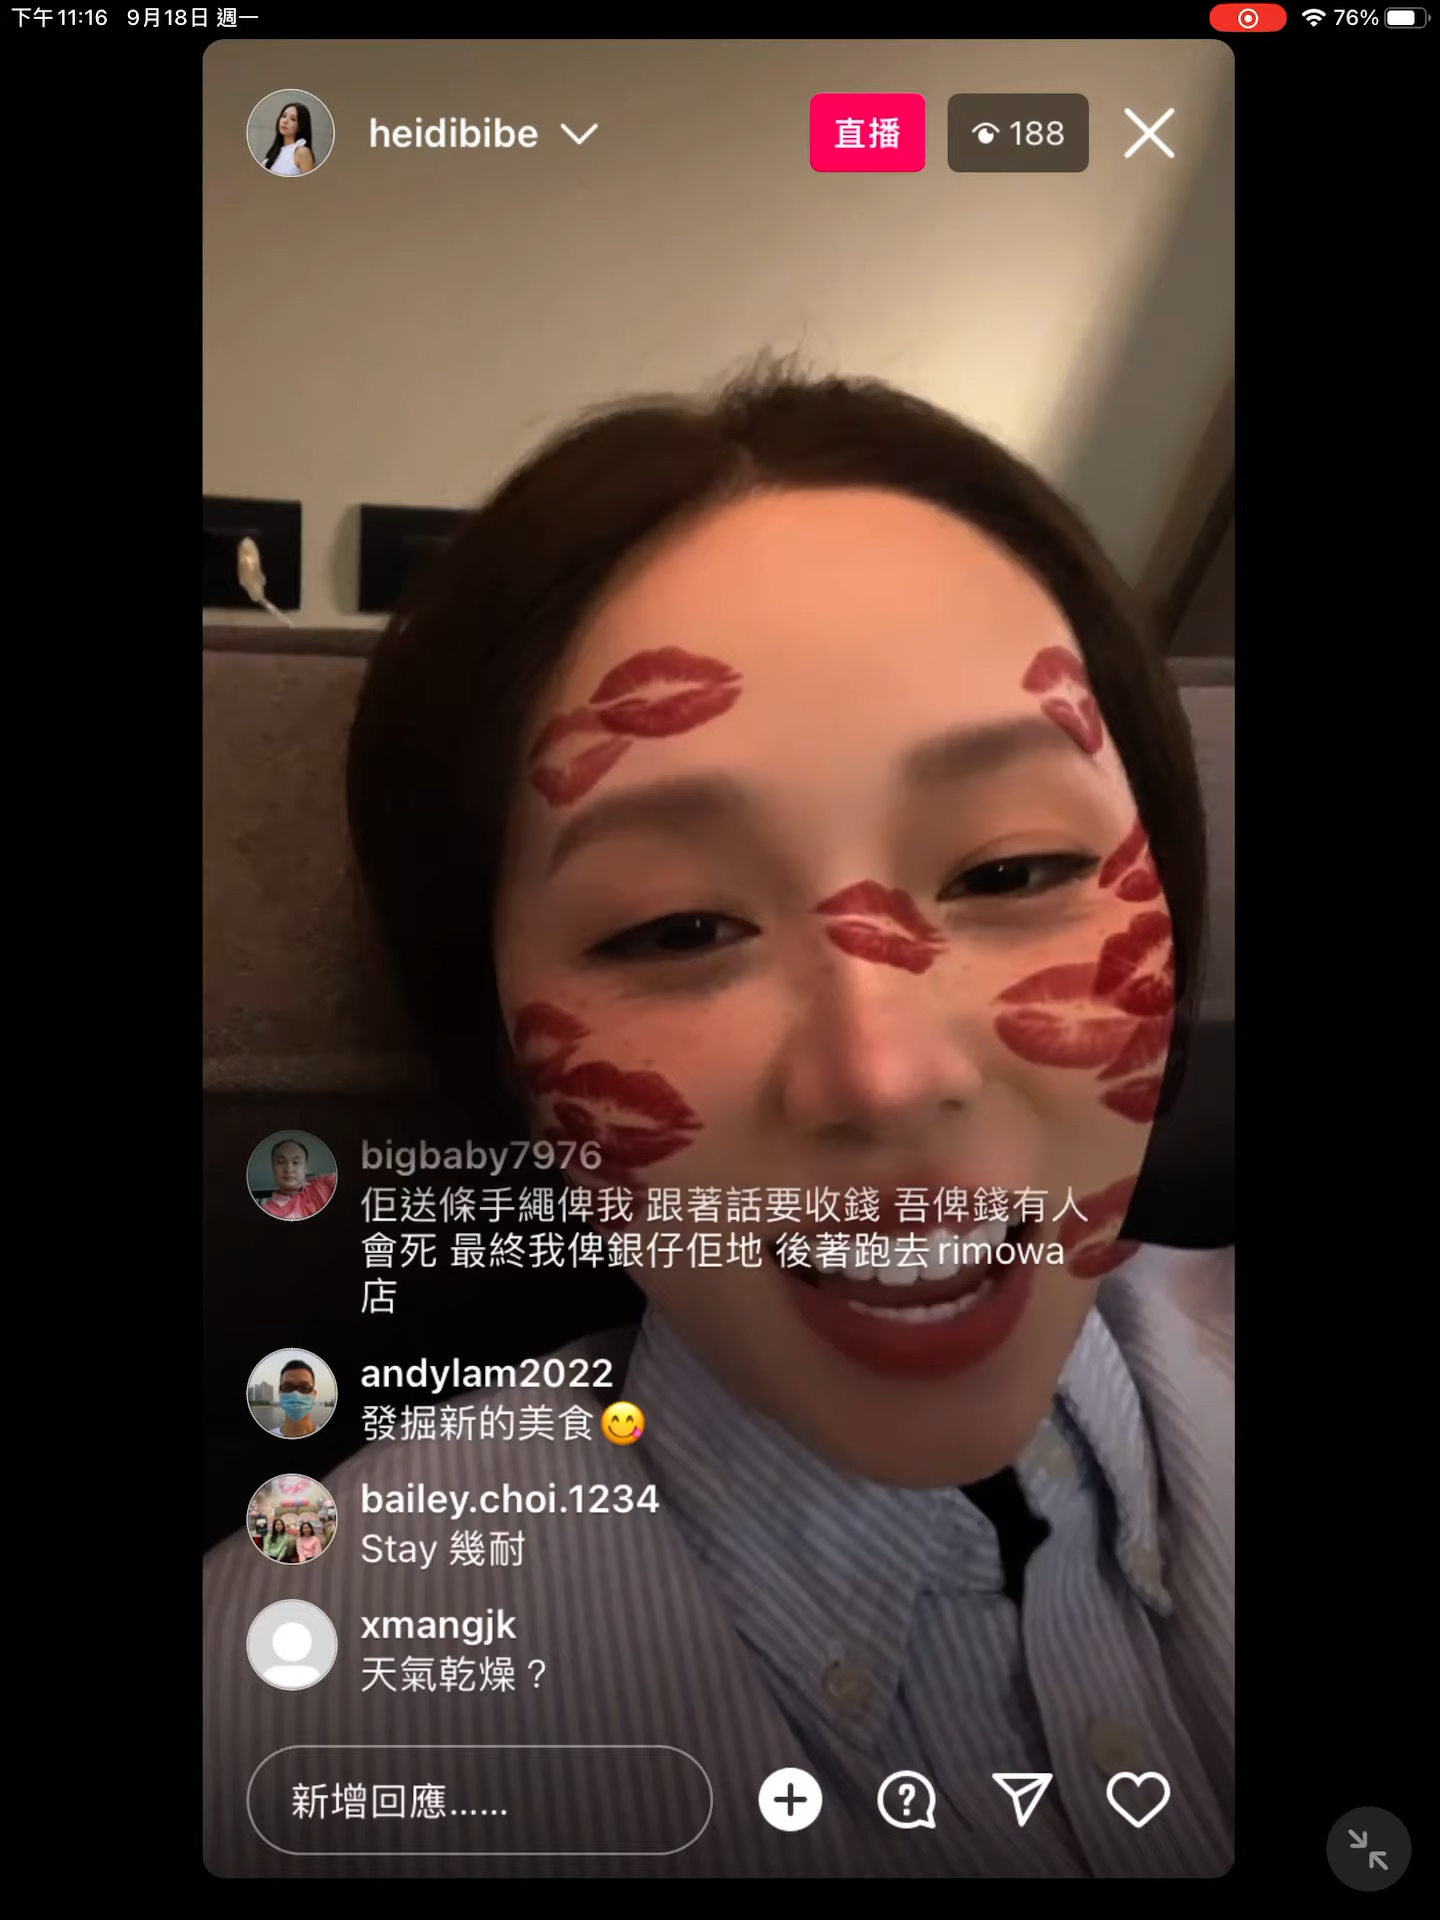 下午11:16 9月18日 週一
76%
heidibibe
直播
188
bigbaby7976
佢送條手繩俾我 跟著話要收錢 吾俾錢有人
會死 最終我俾銀仔佢地 後著跑去rimowa
店
andylam2022
發掘新的美食😋
bailey.choi.1234
Stay 幾耐
xmangjk
天氣乾燥？
新增回應......